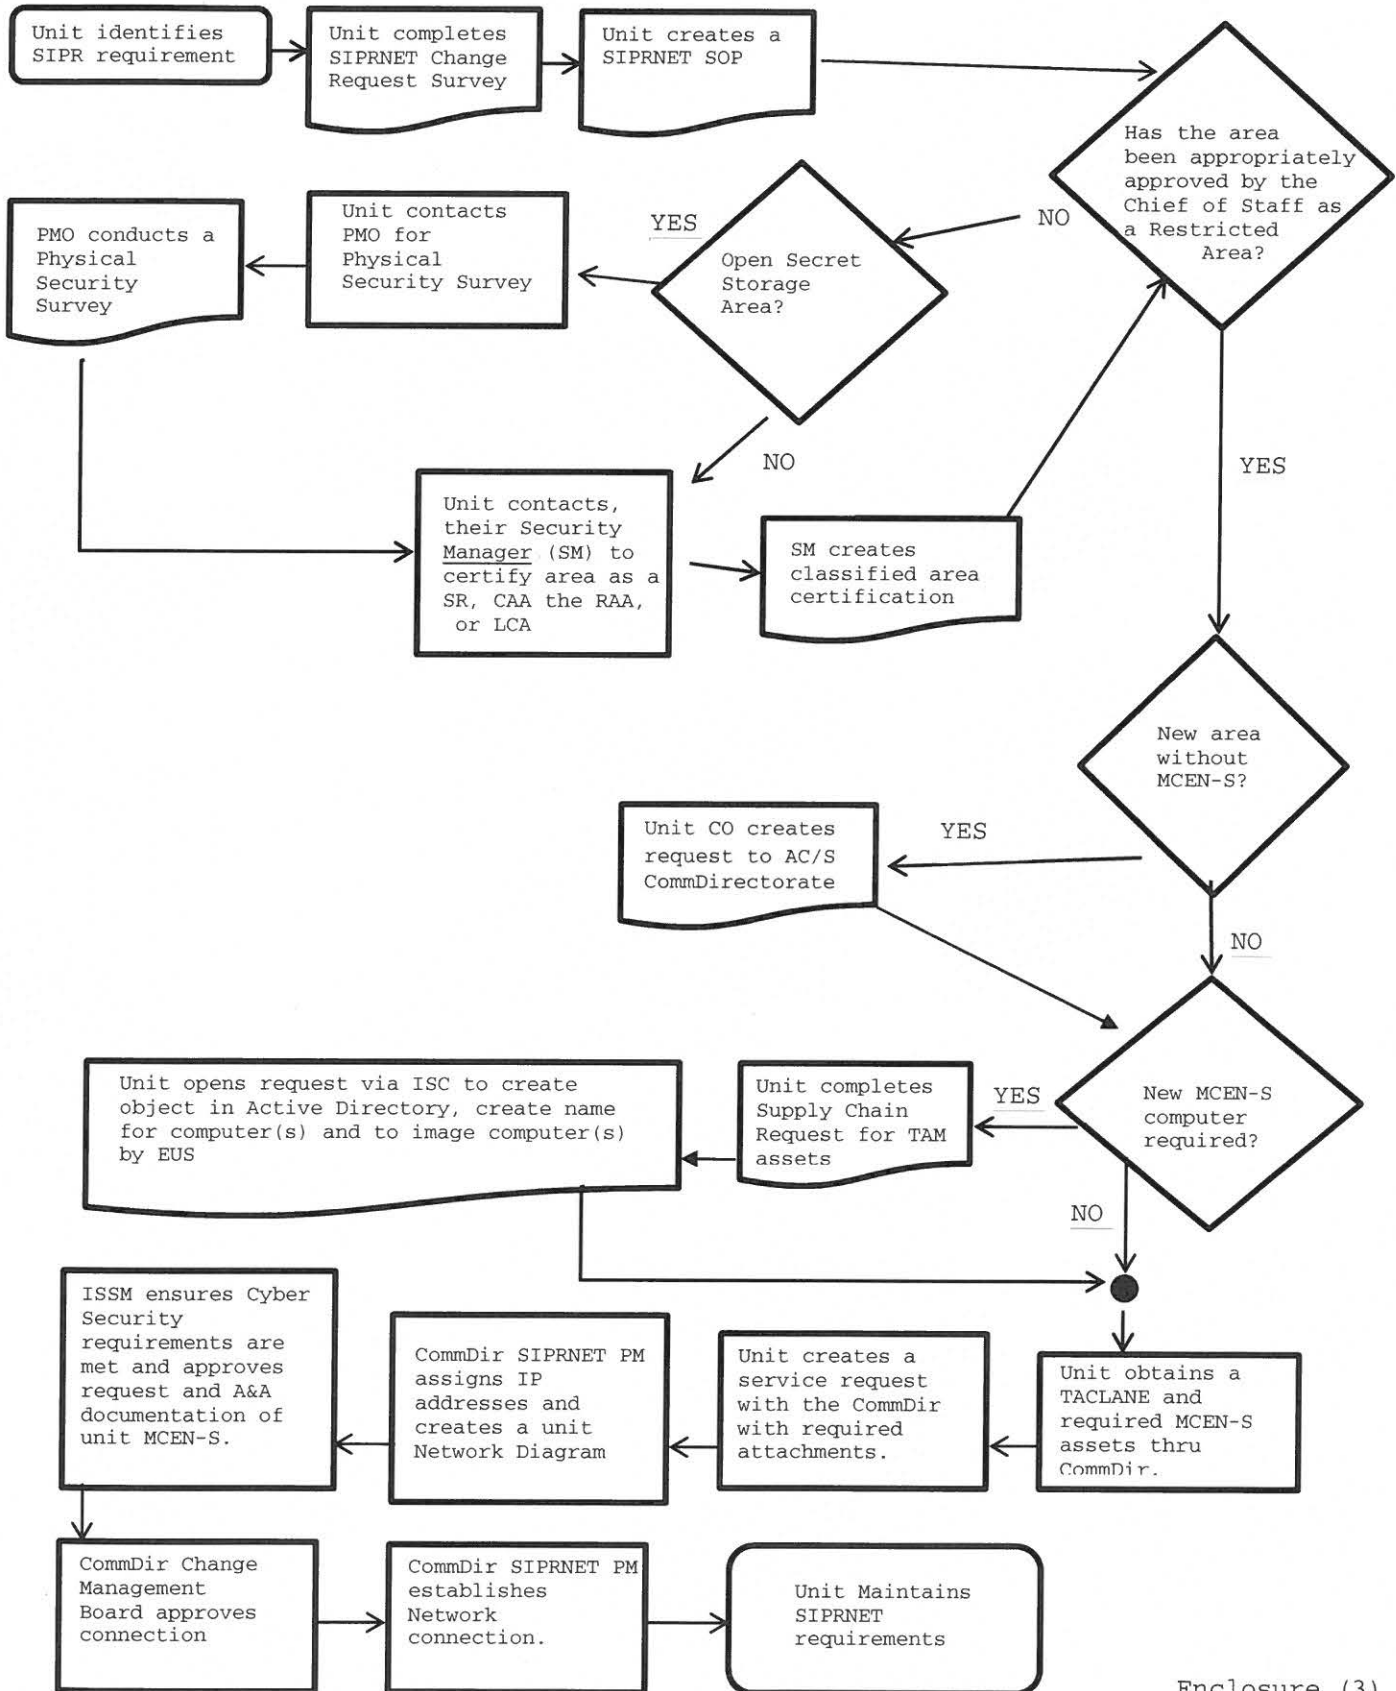 Unit identifies
SIPR requirement
Unit completes
SIPRNET Change
Request Survey
Unit creates a
SIPRNET SOP
Has the area
been appropriately
approved by the
Chief of Staff as
a Restricted
Area?
NO
YES
Open Secret
Storage
Area?
YES
Unit contacts
PMO for
Physical
Security Survey
PMO conducts a
Physical
Security
Survey
NO
Unit contacts,
their Security
Manager (SM) to
certify area as a
SR, CAA the RAA,
or LCA
SM creates
classified area
certification
New area
without
MCEN-S?
YES
NO
Unit CO creates
request to AC/S
CommDirectorate
New MCEN-S
computer
required?
YES
NO
Unit completes
Supply Chain
Request for TAM
assets
Unit opens request via ISC to create
object in Active Directory, create name
for computer(s) and to image computer(s)
by EUS
Unit obtains a
TACLANE and
required MCEN-S
assets thru
CommDir.
Unit creates a
service request
with the CommDir
with required
attachments.
CommDir SIPRNET PM
assigns IP
addresses and
creates a unit
Network Diagram
ISSM ensures Cyber
Security
requirements are
met and approves
request and A&A
documentation of
unit MCEN-S.
CommDir Change
Management
Board approves
connection
CommDir SIPRNET PM
establishes
Network
connection.
Unit Maintains
SIPRNET
requirements
Enclosure (3)